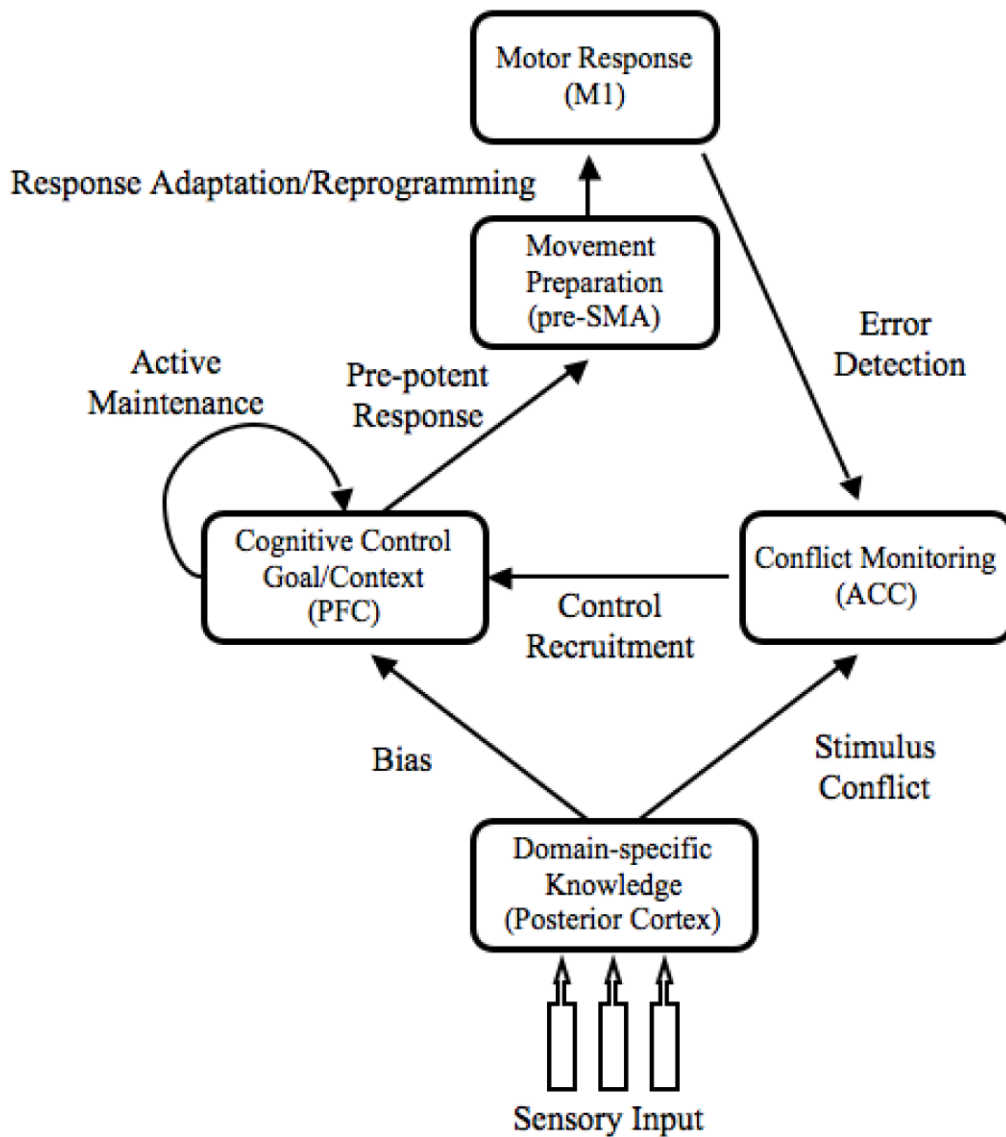 Motor Response
(M1)
Response Adaptation/Reprogramming
Movement
Preparation
(pre-SMA)
Error
Detection
Active
Maintenance
Pre-potent
Response
Cognitive Control
Goal/Context
(PFC)
Conflict Monitoring
(ACC)
Control
Recruitment
Bias
Stimulus
Conflict
Domain-specific
Knowledge
(Posterior Cortex)
Sensory Input